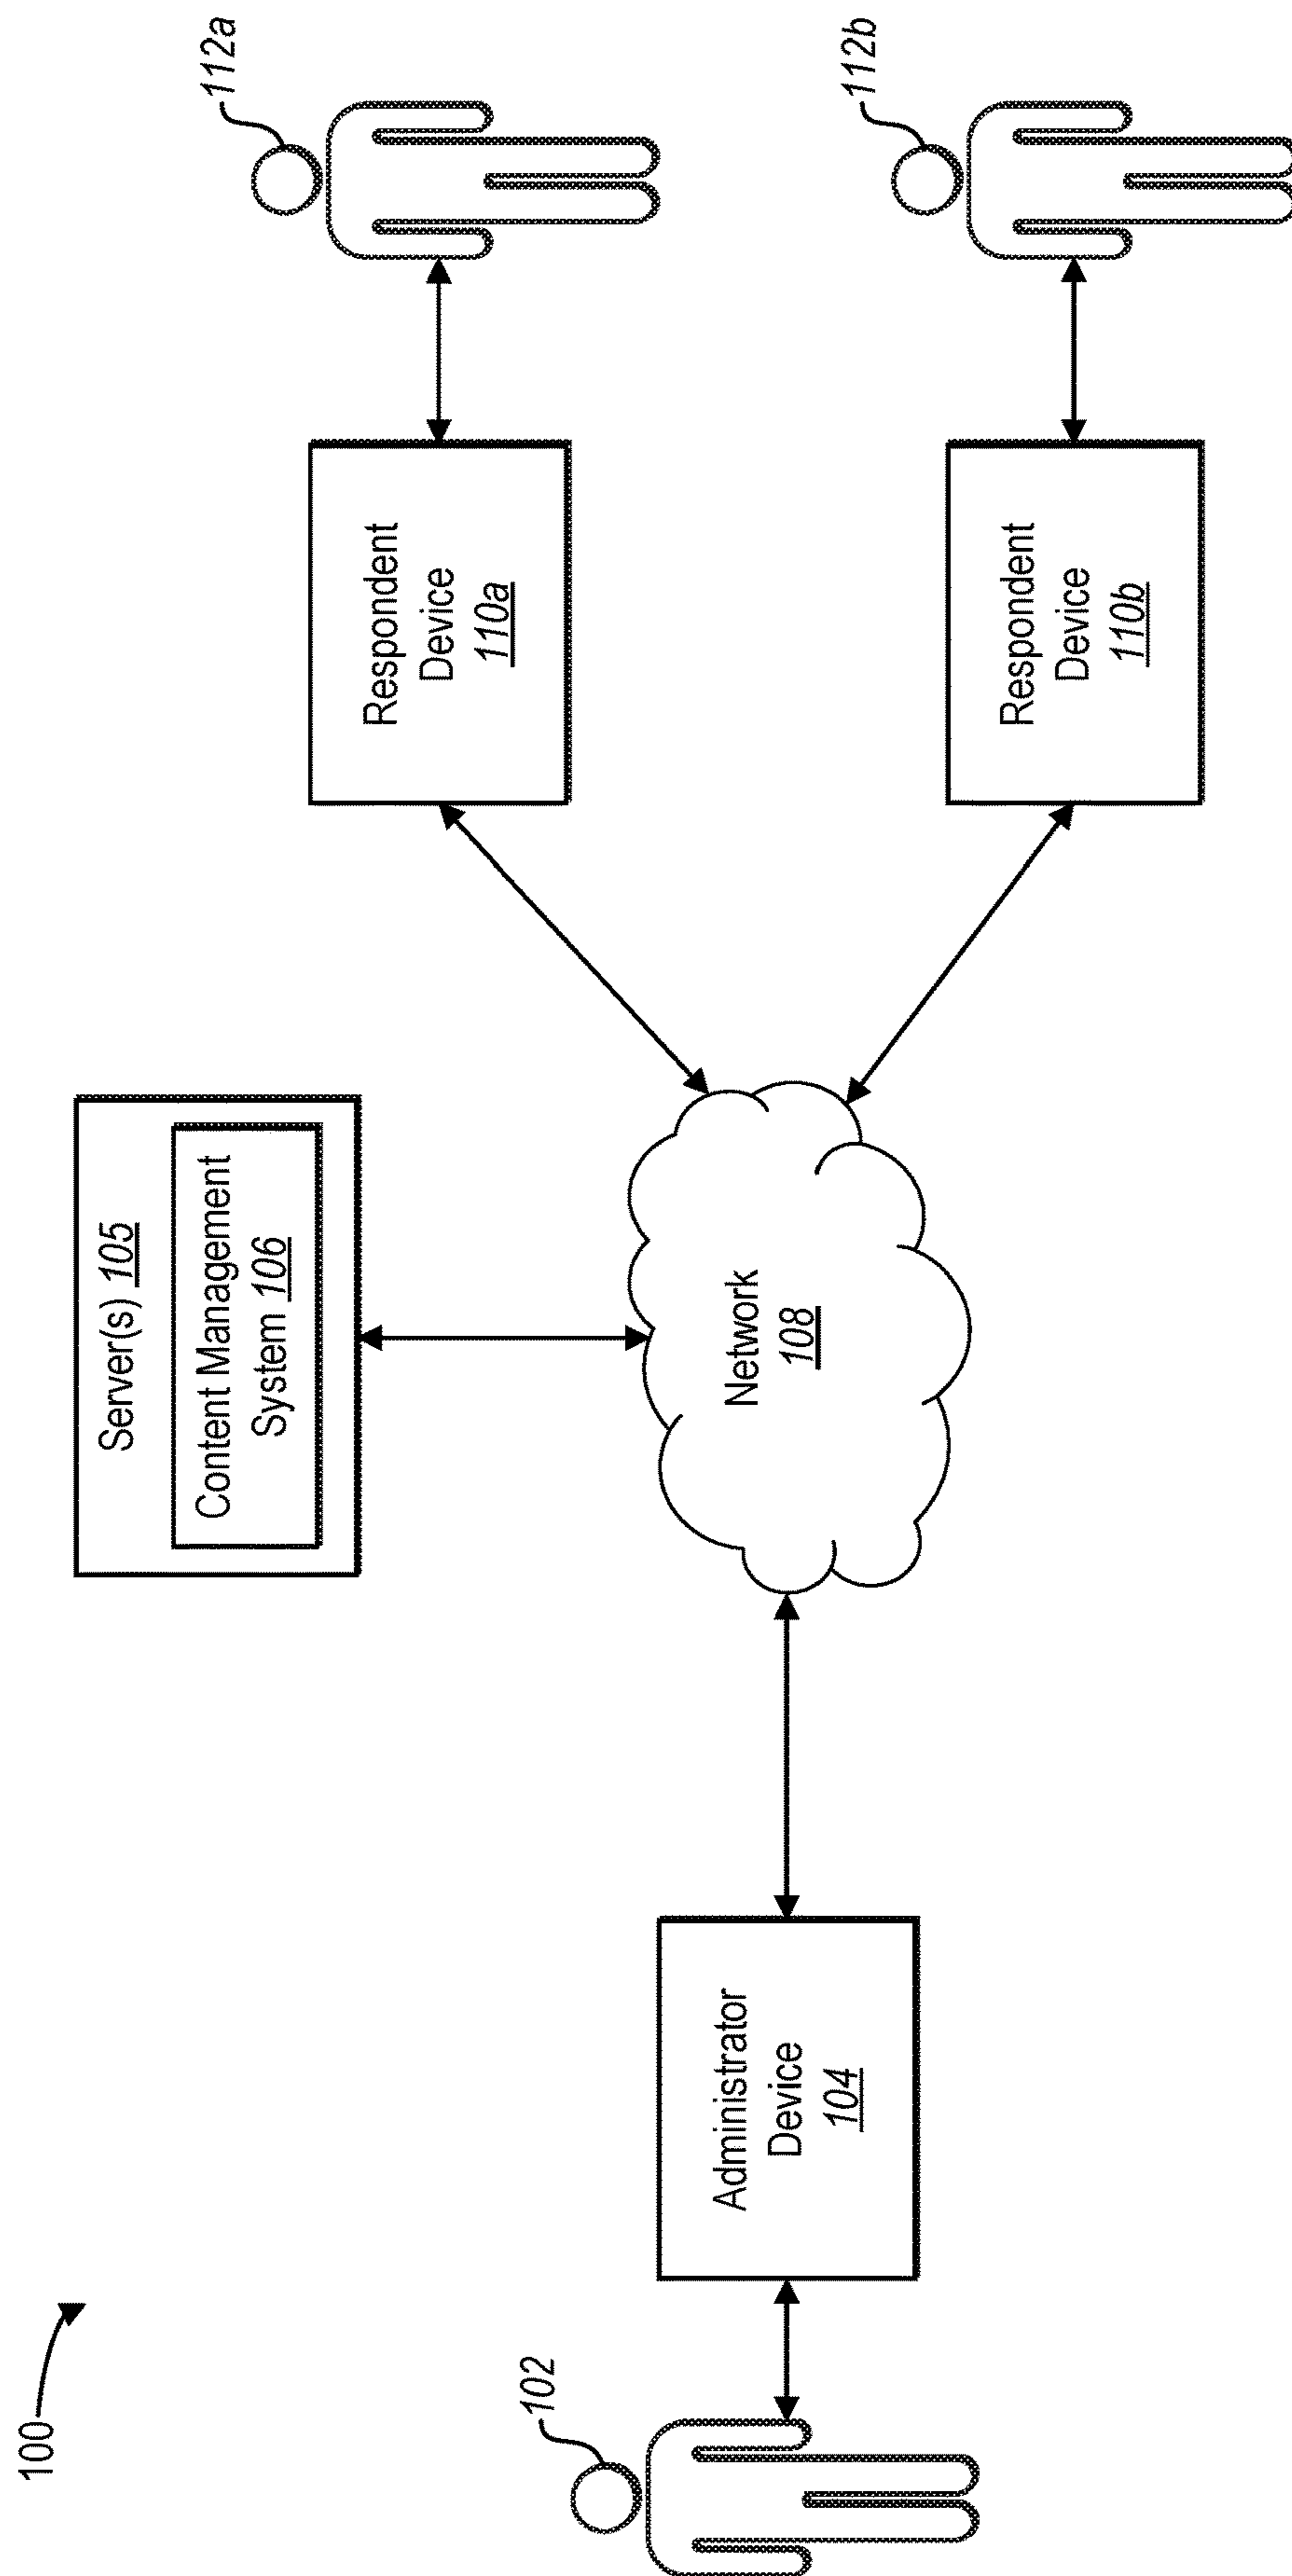 100
Server(s) 105
Content Management
System 106
112a
Respondent
Device
110a
102
Administrator
Device
104
Network
108
112b
Respondent
Device
110b